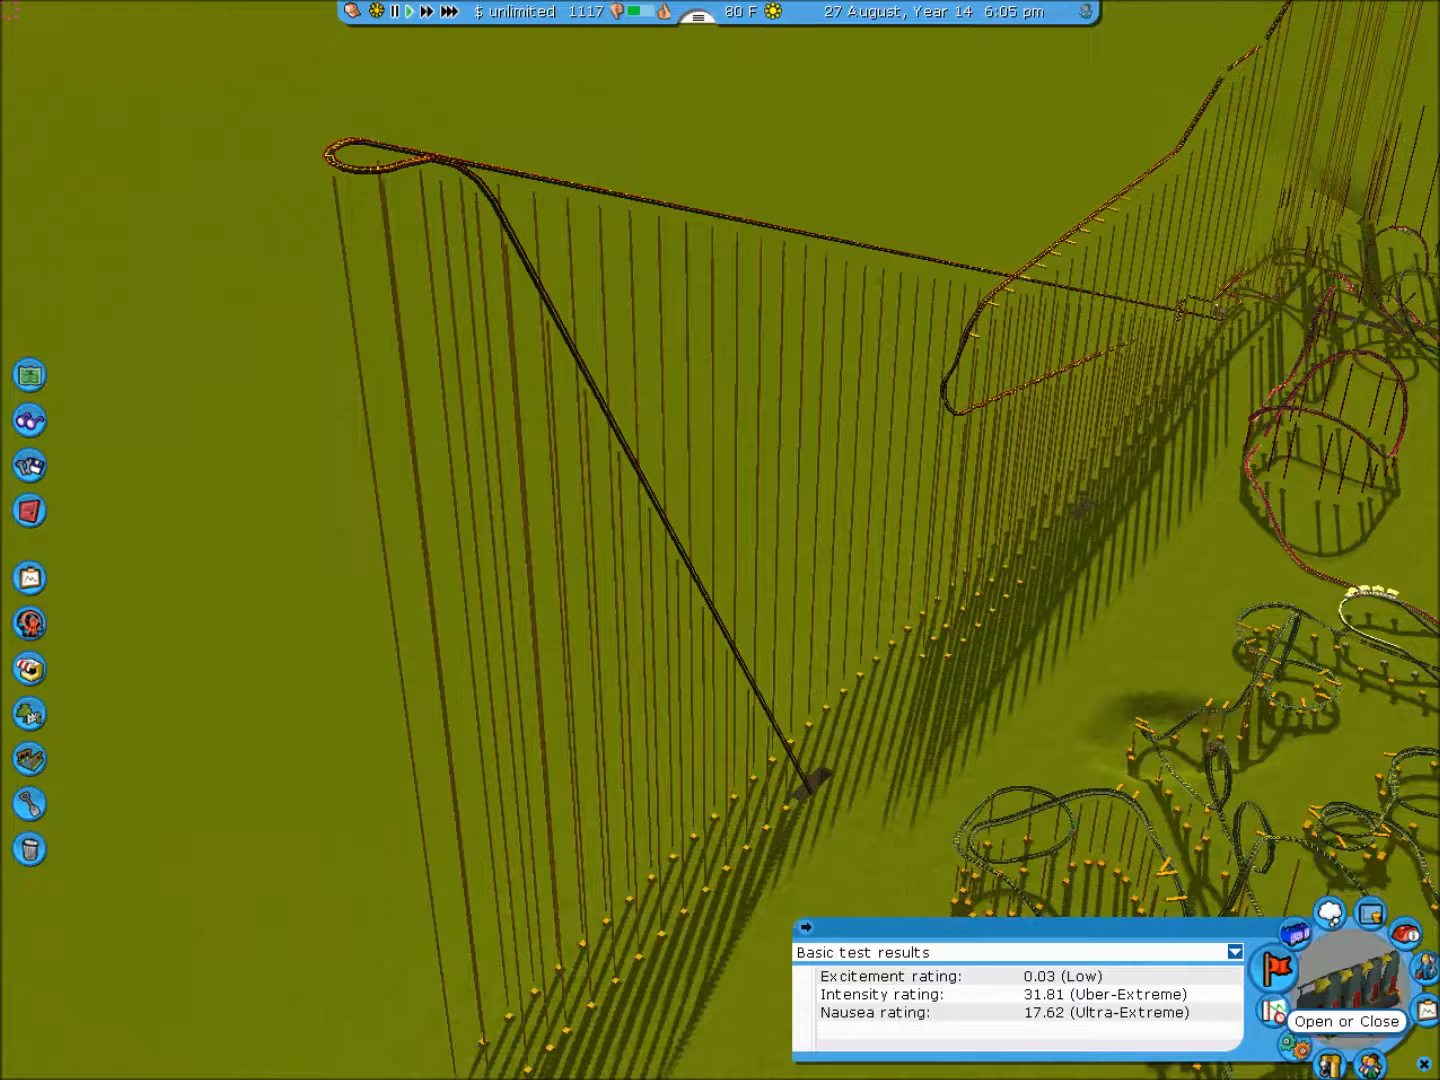 $ unlimited 1117 80 F 27 August, Year 14 6:05 pm
Basic test results
Excitement rating: 0.03 (Low)
Intensity rating: 31.81 (Uber-Extreme)
Nausea rating: 17.62 (Ultra-Extreme)
Open or Close